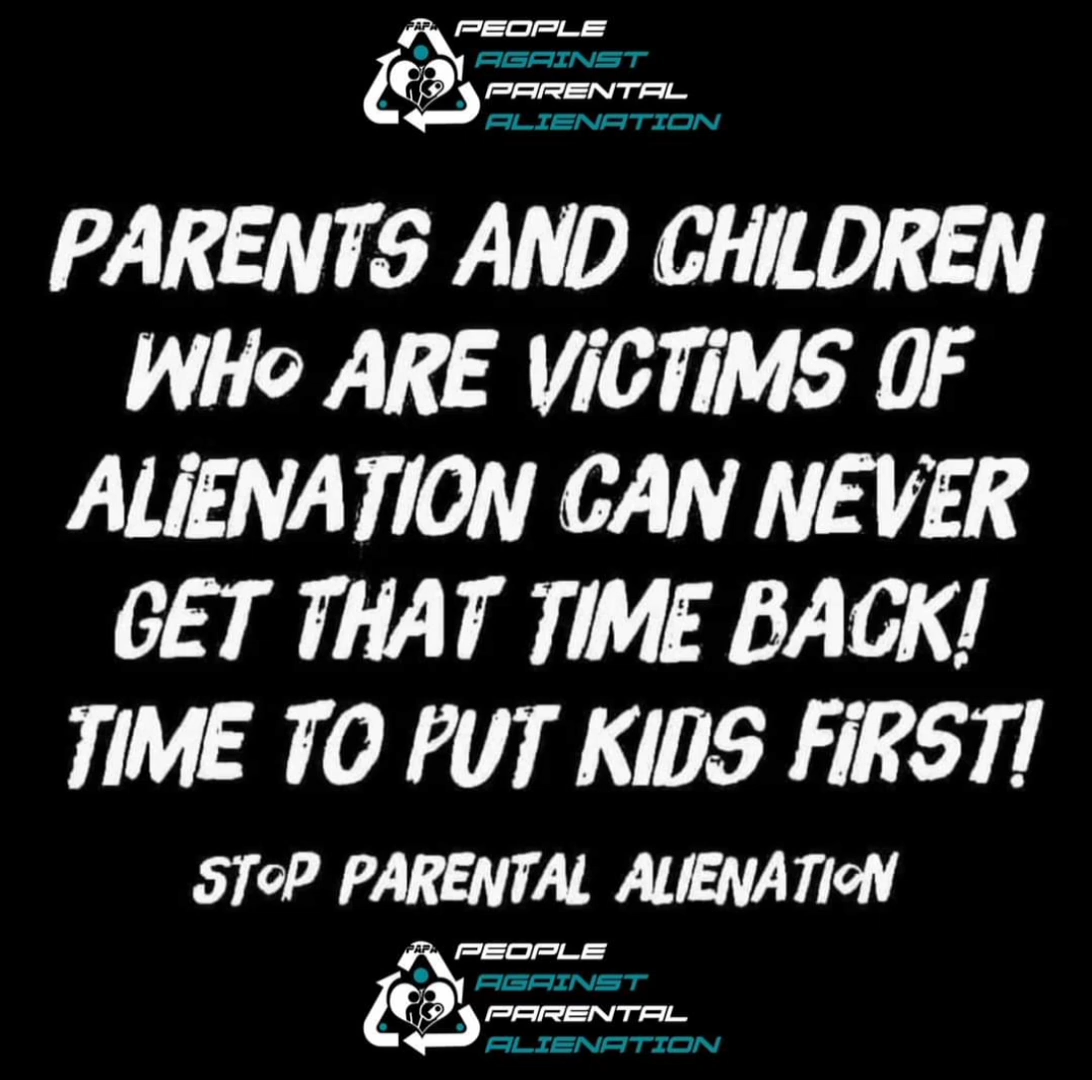 PAPA
PEOPLE
AGAINST
PARENTAL
ALIENATION
PARENTS AND CHILDREN
WHO ARE VICTIMS OF
ALIENATION CAN NEVER
GET THAT TIME BACK!
TIME TO PUT KIDS FIRST!
STOP PARENTAL ALIENATION
PAPA
PEOPLE
AGAINST
PARENTAL
ALIENATION